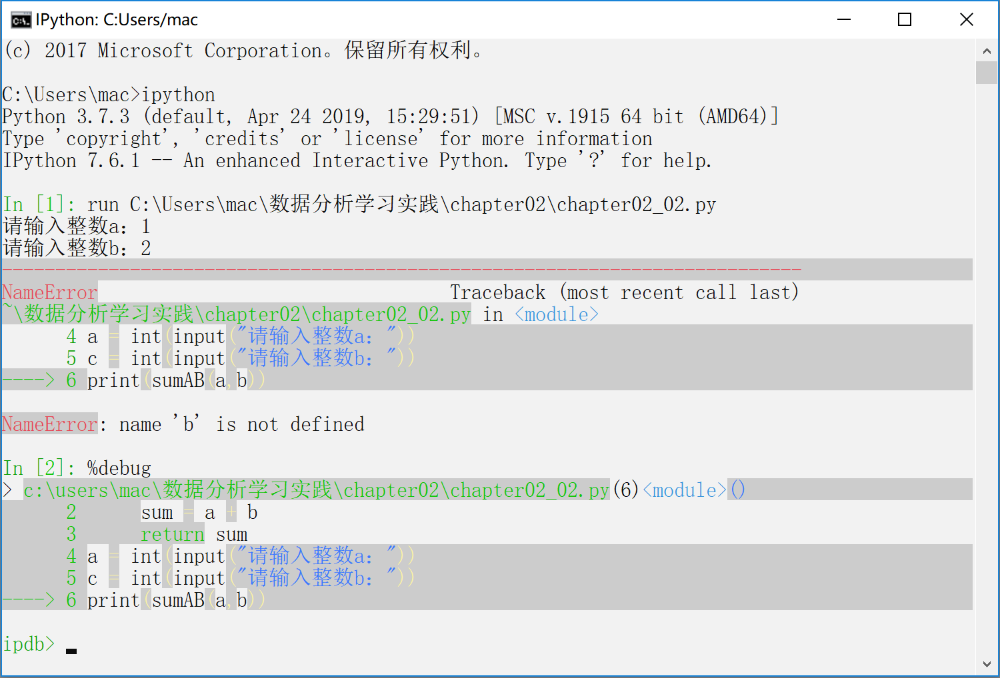 IPython: C:Users/mac
(c) 2017 Microsoft Corporation。保留所有权利。
C:\Users\mac>ipython
Python 3.7.3 (default, Apr 24 2019, 15:29:51) [MSC v.1915 64 bit (AMD64)]
Type 'copyright', 'credits' or 'license' for more information
IPython 7.6.1 -- An enhanced Interactive Python. Type '?' for help.
In [1]: run C:\Users\mac\数据分析学习实践\chapter02\chapter02_02.py
请输入整数a: 1
请输入整数b: 2
---------------------------------------------------------------------------
NameError                                 Traceback (most recent call last)
~\数据分析学习实践\chapter02\chapter02_02.py in <module>
      4 a = int(input("请输入整数a: "))
      5 c = int(input("请输入整数b: "))
----> 6 print(sumAB(a,b))
NameError: name 'b' is not defined
In [2]: %debug
> c:\users\mac\数据分析学习实践\chapter02\chapter02_02.py(6)<module>()
      2      sum = a + b
      3      return sum
      4 a = int(input("请输入整数a: "))
      5 c = int(input("请输入整数b: "))
----> 6 print(sumAB(a,b))
ipdb>